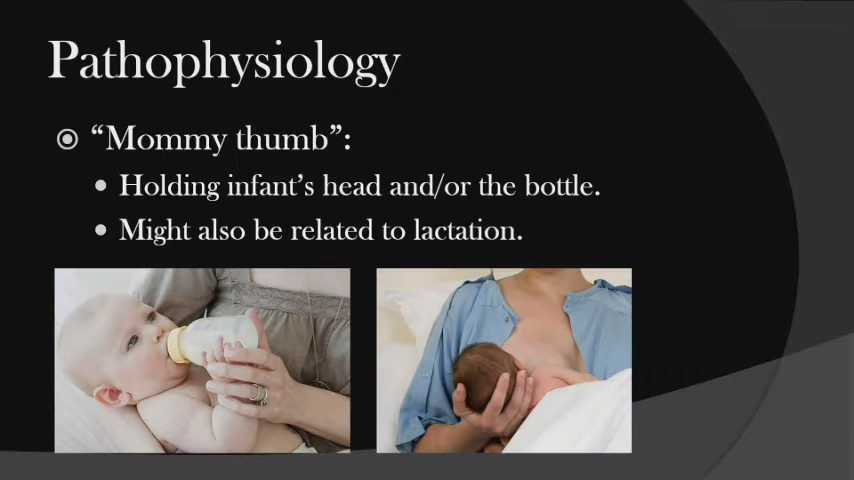 Pathophysiology
“Mommy thumb”:
Holding infant’s head and/or the bottle.
Might also be related to lactation.